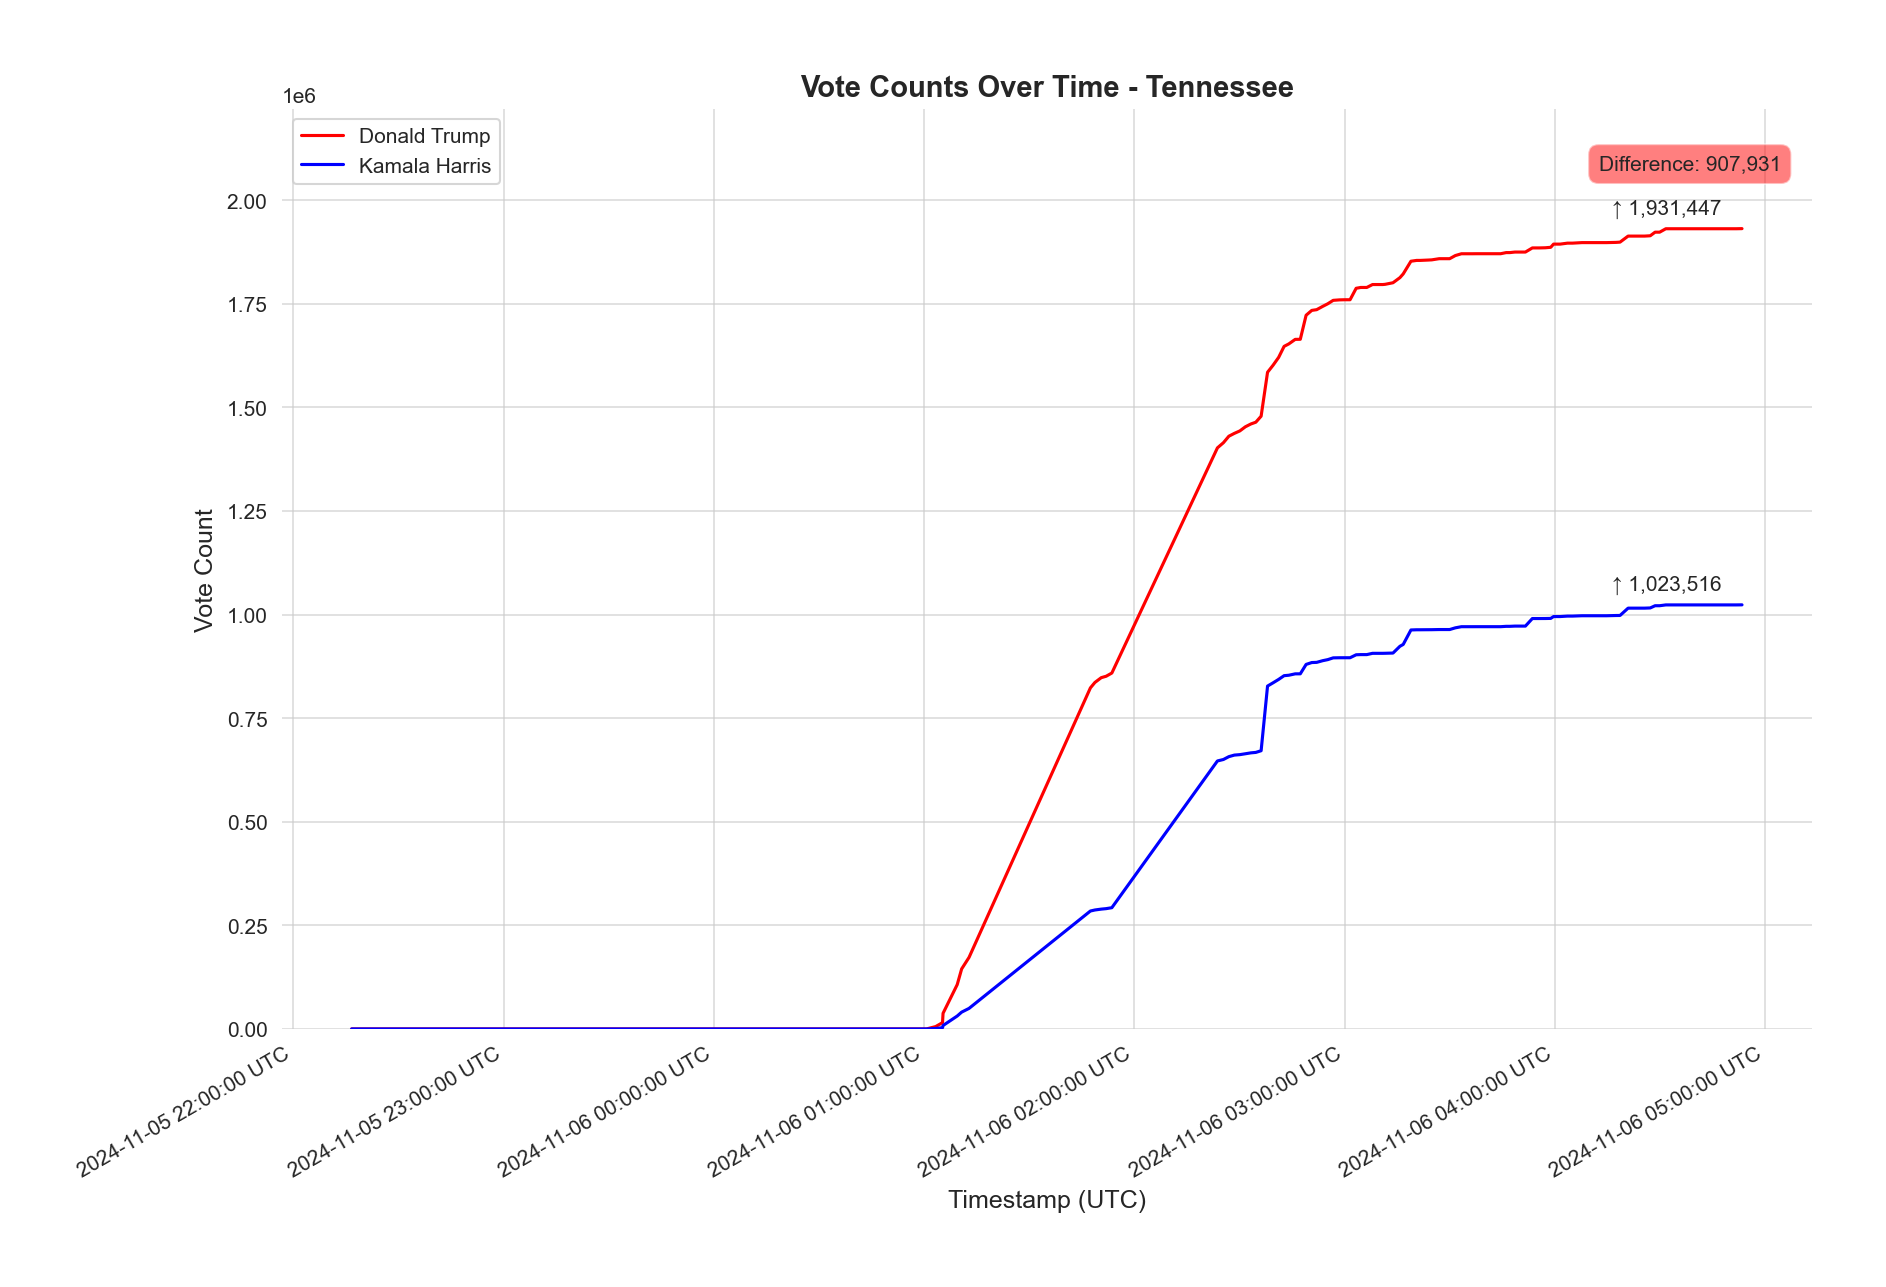 Vote Counts Over Time - Tennessee
1e6
Donald Trump
Kamala Harris
Difference: 907,931
↑ 1,931,447
↑ 1,023,516
2.00
1.75
1.50
1.25
1.00
0.75
0.50
0.25
0.00
Vote Count
2024-11-05 22:00:00 UTC
2024-11-05 23:00:00 UTC
2024-11-06 00:00:00 UTC
2024-11-06 01:00:00 UTC
2024-11-06 02:00:00 UTC
2024-11-06 03:00:00 UTC
2024-11-06 04:00:00 UTC
2024-11-06 05:00:00 UTC
Timestamp (UTC)